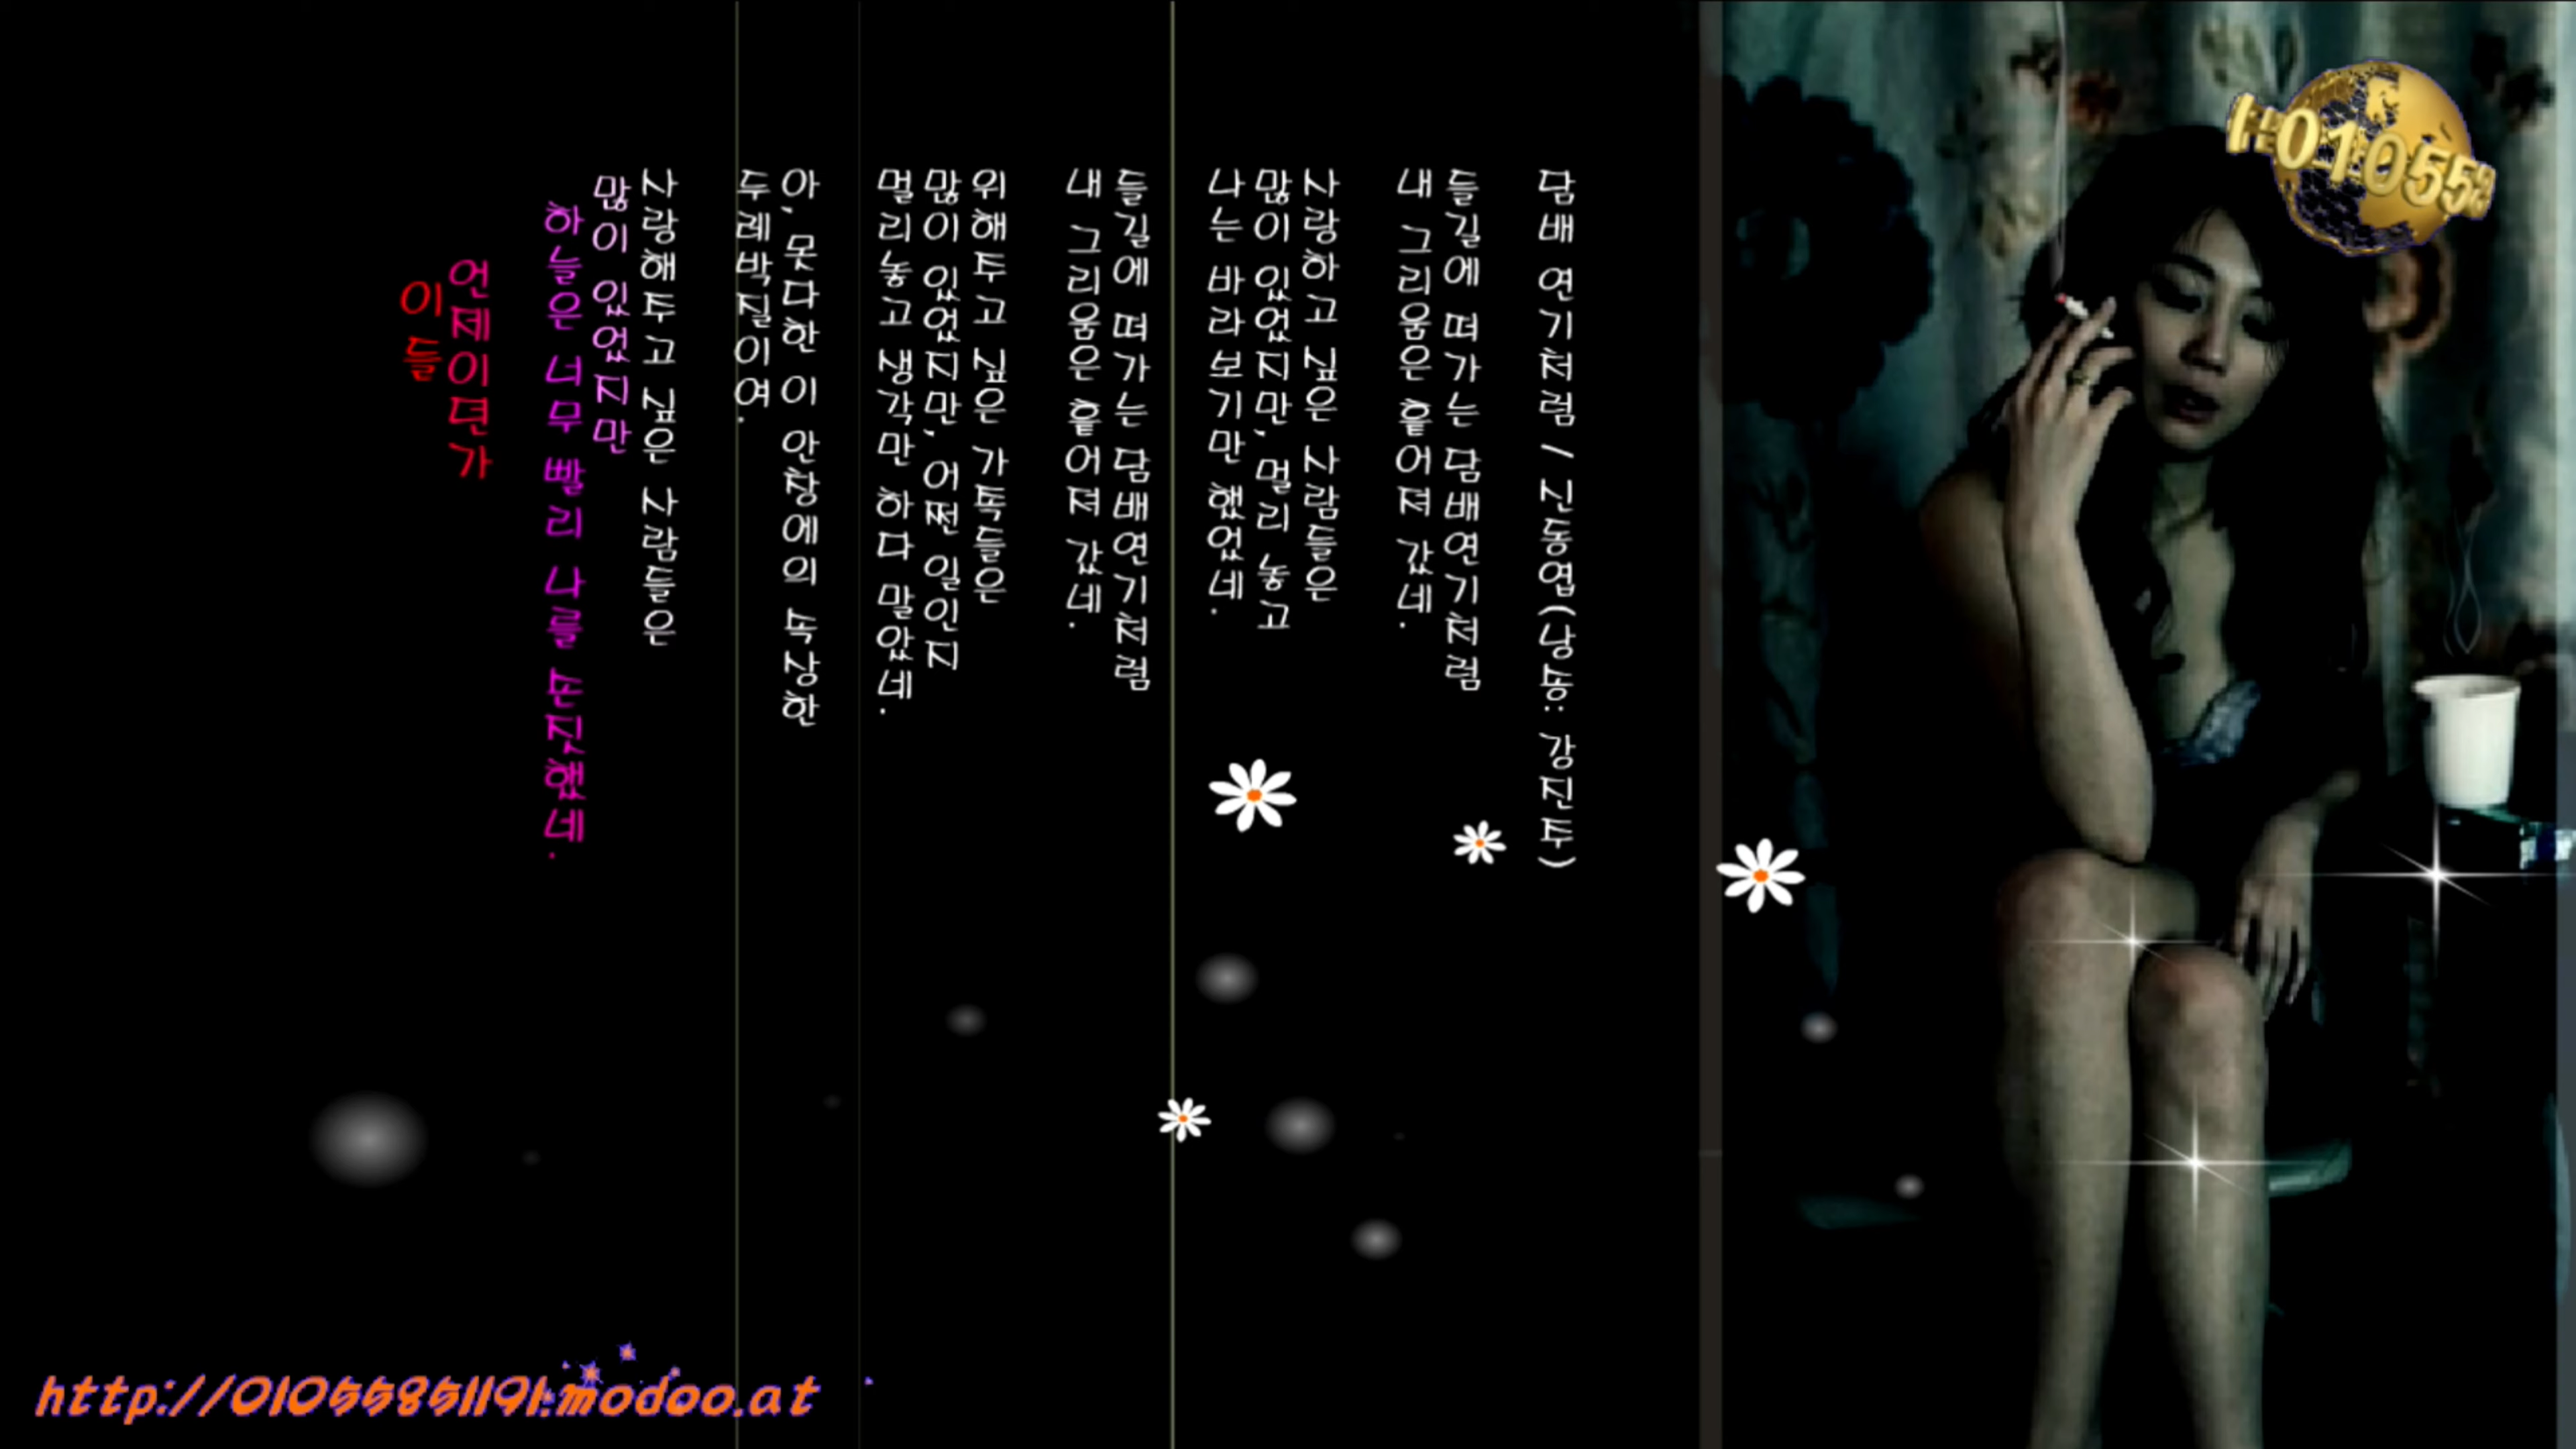 담배 연기처럼 / 신동엽(낭송: 강진주)
들길에 떠가는 담배연기처럼
내 그리움은 흩어져 갔네.
사랑하고 싶은 사람들은
많이 있었지만, 멀리 놓고
나는 바라보기만 했었네.
들길에 떠가는 담배연기처럼
내 그리움은 흩어져 갔네.
위해주고 싶은 가족들은
많이 있었지만, 어쩐 일인지
멀리놓고 생각만 하다 말았네.
아, 못다한 이 안창에의 속상한
두레박질이여.
사랑해주고 싶은 사람들은
많이 있었지만
하늘은 너무 빨리 나를 손짓했네.
언제이던가
이 들
http://01055851191.modoo.at